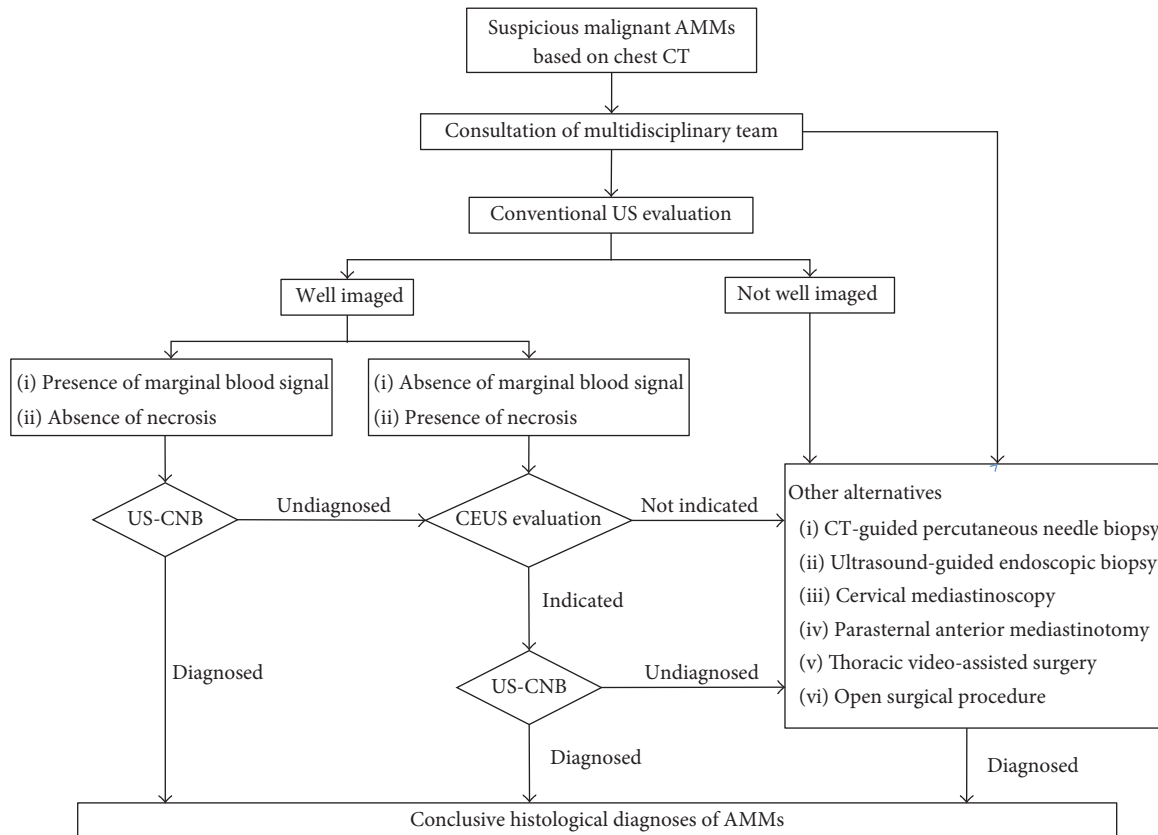 Suspicious malignant AMMs
based on chest CT
Consultation of multidisciplinary team
Conventional US evaluation
Well imaged
Not well imaged
(i) Presence of marginal blood signal
(ii) Absence of necrosis
(i) Absence of marginal blood signal
(ii) Presence of necrosis
US-CNB
Undiagnosed
CEUS evaluation
Not indicated
Other alternatives
(i) CT-guided percutaneous needle biopsy
(ii) Ultrasound-guided endoscopic biopsy
(iii) Cervical mediastinoscopy
(iv) Parasternal anterior mediastinotomy
(v) Thoracic video-assisted surgery
(vi) Open surgical procedure
Indicated
Diagnosed
US-CNB
Undiagnosed
Diagnosed
Diagnosed
Conclusive histological diagnoses of AMMs